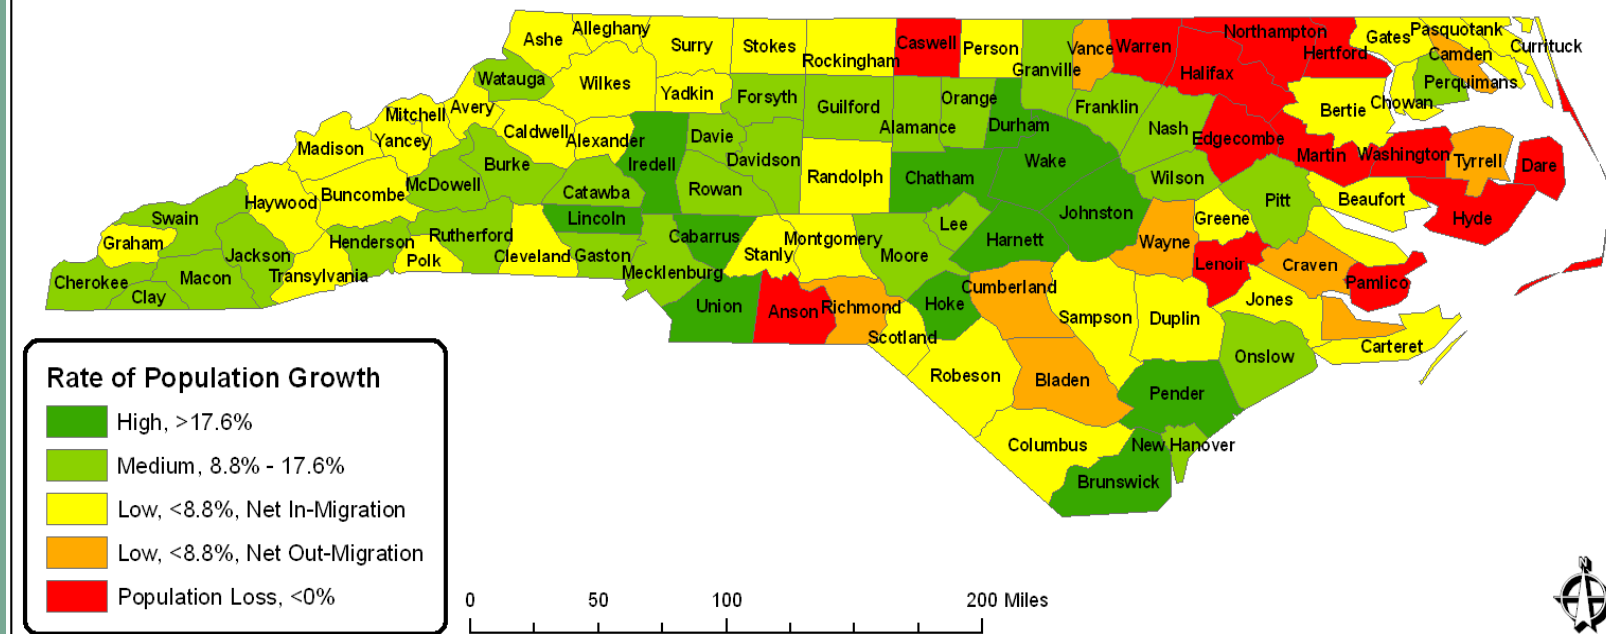 Ashe
Alleghany
Surry
Stokes
Rockingham
Caswell
Person
Granville
Vance
Warren
Northampton
Hertford
Halifax
Gates
Pasquotank
Camden
Currituck
Perquimans
Chowan
Bertie
Watauga
Wilkes
Yadkin
Forsyth
Guilford
Alamance
Orange
Durham
Franklin
Nash
Edgecombe
Martin
Washington
Tyrrell
Dare
Mitchell
Avery
Yancey
Madison
Caldwell
Alexander
Iredell
Davie
Davidson
Randolph
Chatham
Wake
Wilson
Pitt
Beaufort
Hyde
Haywood
Buncombe
McDowell
Burke
Catawba
Rowan
Lincoln
Swain
Graham
Cherokee
Clay
Macon
Jackson
Transylvania
Henderson
Polk
Rutherford
Cleveland
Gaston
Mecklenburg
Cabarrus
Stanly
Montgomery
Moore
Lee
Harnett
Johnston
Wayne
Greene
Lenoir
Craven
Pamlico
Jones
Union
Anson
Richmond
Scotland
Hoke
Cumberland
Sampson
Duplin
Onslow
Carteret
Robeson
Bladen
Pender
Columbus
New Hanover
Brunswick
Rate of Population Growth
High, >17.6%
Medium, 8.8% - 17.6%
Low, <8.8%, Net In-Migration
Low, <8.8%, Net Out-Migration
Population Loss, <0%
0 50 100 200 Miles
N